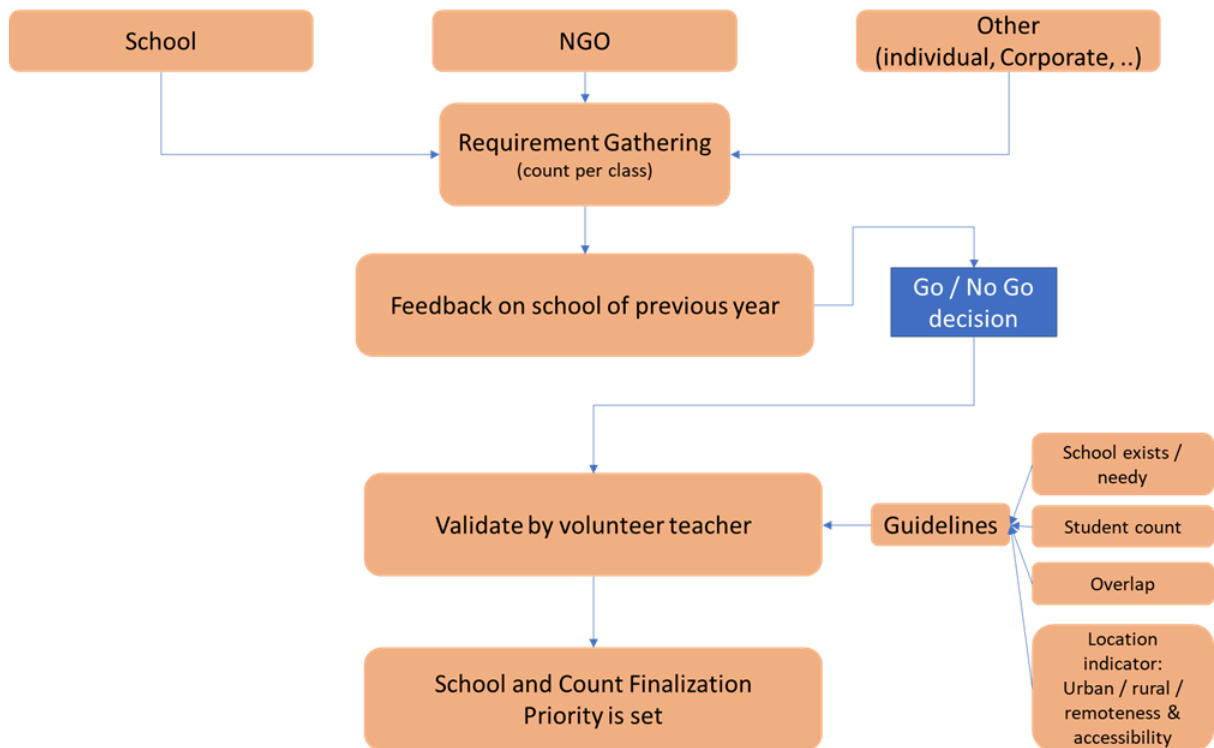 School
NGO
Other
(individual, Corporate, ..)
Requirement Gathering
(count per class)
Feedback on school of previous year
Go / No Go
decision
Validate by volunteer teacher
Guidelines
School exists /
needy
Student count
Overlap
Location
indicator:
Urban / rural /
remoteness &
accessibility
School and Count Finalization
Priority is set